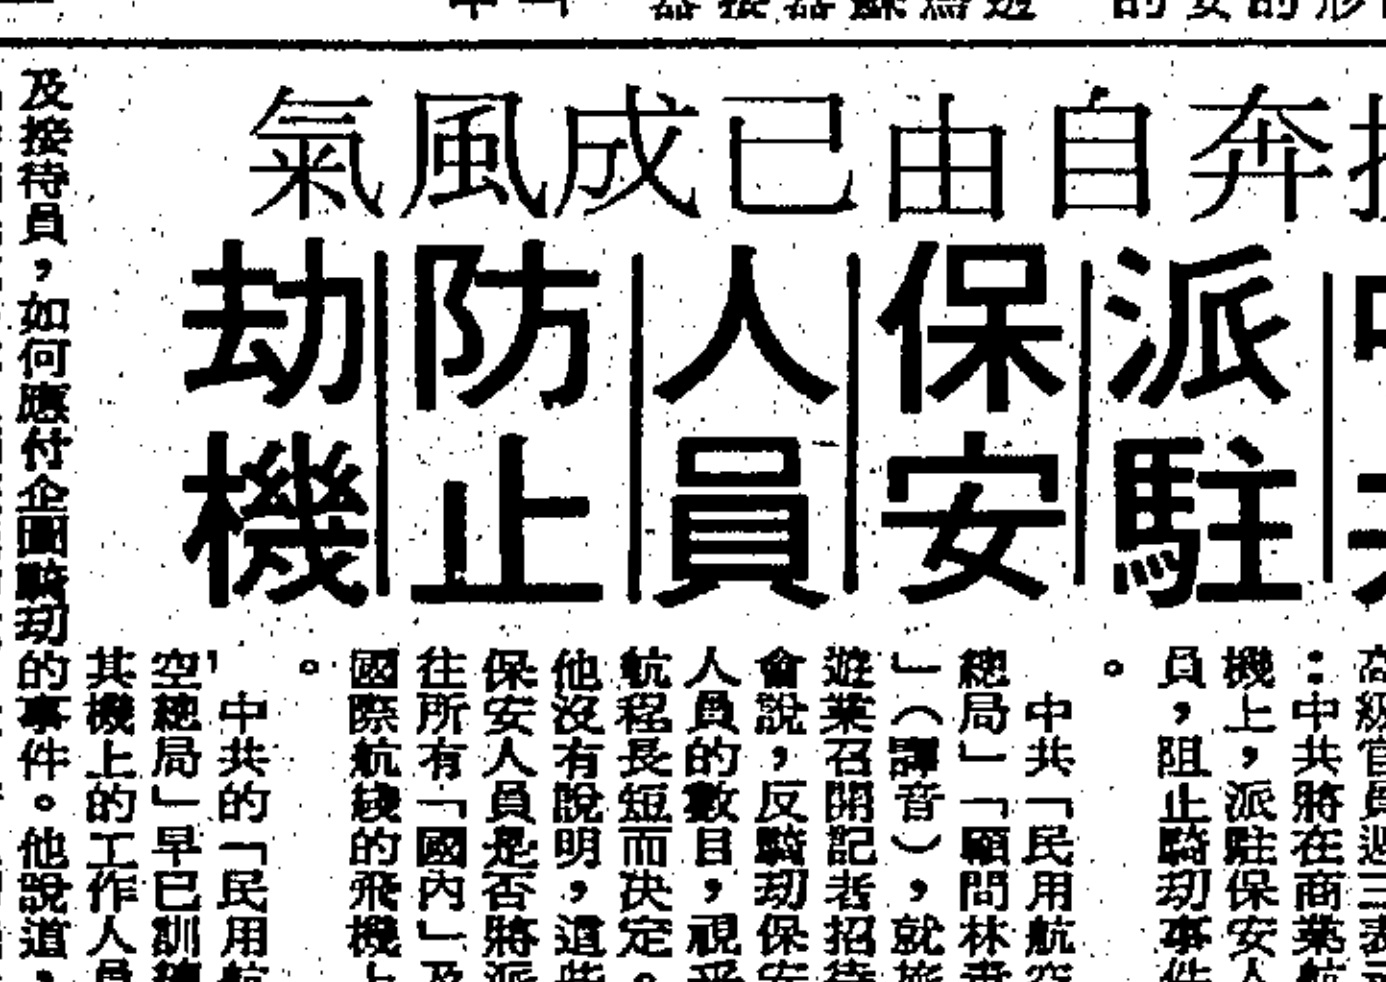 奔自由已成風氣
派駐
保安
人員
防止
劫機
：中共將在商業航
機上，派駐保安人
員，阻止騎劫事件
。
中共「民用航空
總局」「顧問林
」（譯音），就旅
遊業召開記者招待
會說，反騎劫保安
人員的數目，視乎
航程長短而決定。
他沒有說明，這些
保安人員是否將派
往所有「國內」及
國際航綫的飛機上
。
中共的「民用航
空總局」早已訓練
其機上的工作人員
及接待員，如何應付企圖騎劫的事件。他說道，